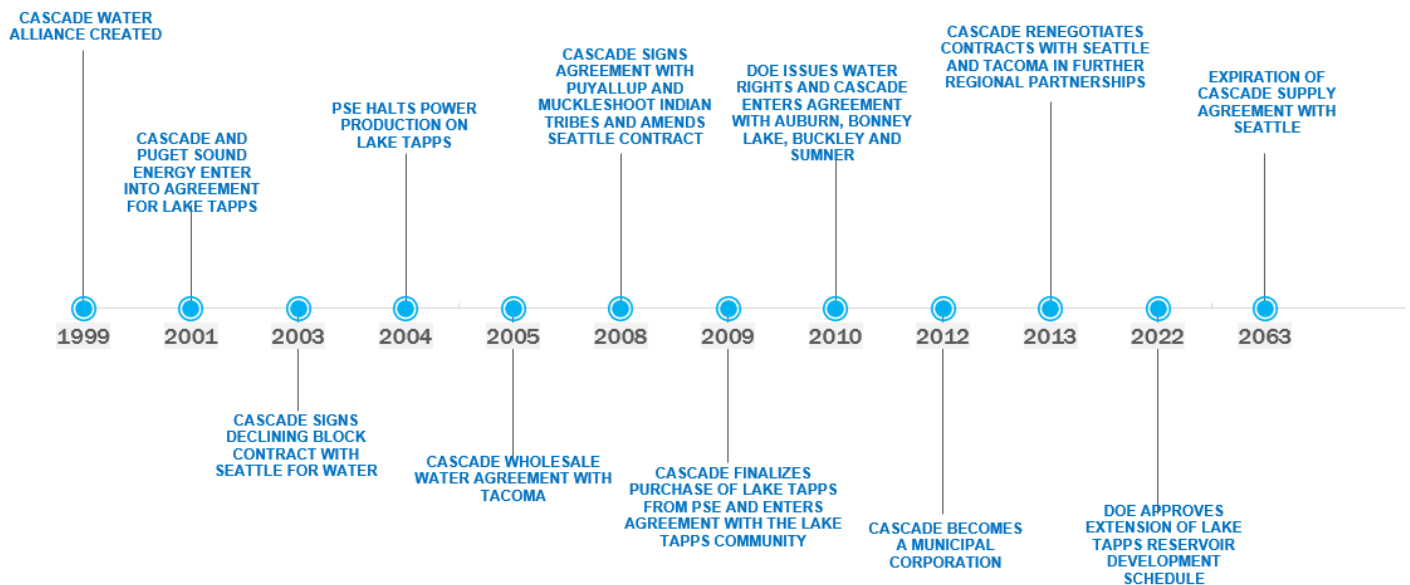 CASCADE WATER
ALLIANCE CREATED
CASCADE AND
PUGET SOUND
ENERGY ENTER
INTO AGREEMENT
FOR LAKE TAPPS
PSE HALTS POWER
PRODUCTION ON
LAKE TAPPS
CASCADE SIGNS
AGREEMENT WITH
PUYALLUP AND
MUCKLESHOOT INDIAN
TRIBES AND AMENDS
SEATTLE CONTRACT
DOE ISSUES WATER
RIGHTS AND CASCADE
ENTERS AGREEMENT
WITH AUBURN, BONNEY
LAKE, BUCKLEY AND
SUMNER
CASCADE RENEGOTIATES
CONTRACTS WITH SEATTLE
AND TACOMA IN FURTHER
REGIONAL PARTNERSHIPS
EXPIRATION OF
CASCADE SUPPLY
AGREEMENT WITH
SEATTLE
1999 2001 2003 2004 2005 2008 2009 2010 2012 2013 2022 2063
CASCADE SIGNS
DECLINING BLOCK
CONTRACT WITH
SEATTLE FOR WATER
CASCADE WHOLESALE
WATER AGREEMENT WITH
TACOMA
CASCADE FINALIZES
PURCHASE OF LAKE TAPPS
FROM PSE AND ENTERS
AGREEMENT WITH THE LAKE
TAPPS COMMUNITY
CASCADE BECOMES
A MUNICIPAL
CORPORATION
DOE APPROVES
EXTENSION OF LAKE
TAPPS RESERVOIR
DEVELOPMENT
SCHEDULE